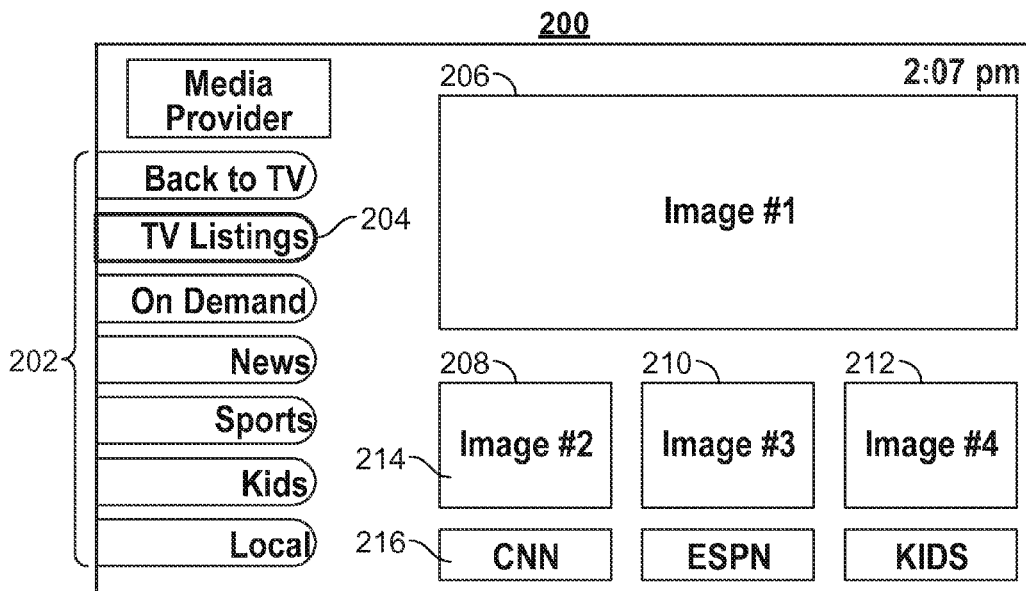 200
2:07 pm
Media
Provider
206
Image #1
Back to TV
TV Listings
204
On Demand
News
202
Sports
Kids
Local
208
210
212
Image #2
Image #3
Image #4
214
216
CNN
ESPN
KIDS